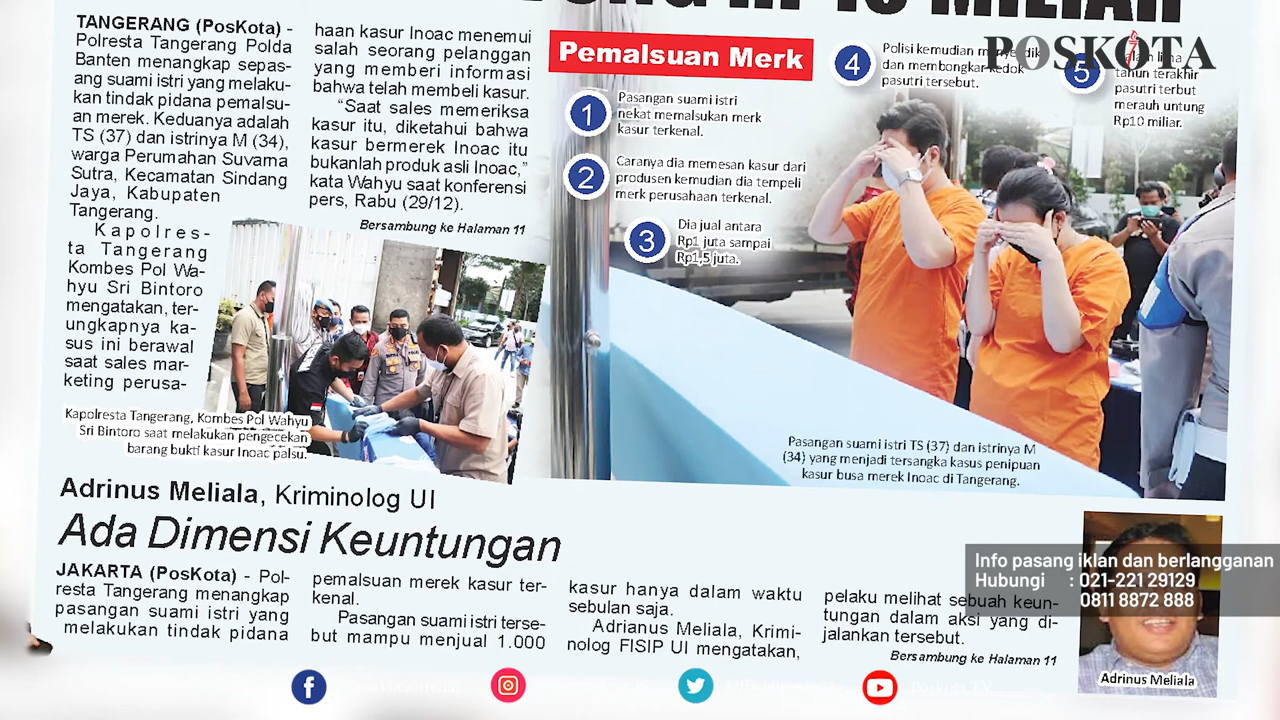 RP 10 MILIAR
POSKOTA
TANGERANG (PosKota) -
Polresta Tangerang Polda
Banten menangkap sepas-
ang suami istri yang melaku-
kan tindak pidana pemalsu-
an merek. Keduanya adalah
TS (37) dan istrinya M (34),
warga Perumahan Suvarna
Sutra, Kecamatan Sindang
Jaya, Kabupaten
Tangerang.
Kapolres-
ta Tangerang
Kombes Pol Wa-
hyu Sri Bintoro
mengatakan, ter-
ungkapnya ka-
sus ini berawal
saat sales mar-
keting perusa-
haan kasur Inoac menemui
salah seorang pelanggan
yang memberi informasi
bahwa telah membeli kasur.
“Saat sales memeriksa
kasur itu, diketahui bahwa
kasur bermerek Inoac itu
bukanlah produk asli Inoac,”
kata Wahyu saat konferensi
pers, Rabu (29/12).
Bersambung ke Halaman 11
Kapolresta Tangerang, Kombes Pol Wahyu
Sri Bintoro saat melakukan pengecekan
barang bukti kasur Inoac palsu.
Pemalsuan Merk
1
Pasangan suami istri
nekat memalsukan merk
kasur terkenal.
2
Caranya dia memesan kasur dari
produsen kemudian dia tempeli
merk perusahaan terkenal.
3
Dia jual antara
Rp1 juta sampai
Rp1,5 juta.
4
Polisi kemudian menyelidiki
dan membongkar kedok
pasutri tersebut.
5
Dalam lima
tahun terakhir
pasutri terbut
merauh untung
Rp10 miliar.
Pasangan suami istri TS (37) dan istrinya M
(34) yang menjadi tersangka kasus penipuan
kasur busa merek Inoac di Tangerang.
Adrinus Meliala, Kriminolog UI
Ada Dimensi Keuntungan
JAKARTA (PosKota) - Pol-
resta Tangerang menangkap
pasangan suami istri yang
melakukan tindak pidana
pemalsuan merek kasur ter-
kenal.
Pasangan suami istri terse-
but mampu menjual 1.000
kasur hanya dalam waktu
sebulan saja.
Adrianus Meliala, Krimi-
nolog FISIP UI mengatakan,
pelaku melihat sebuah keun-
tungan dalam aksi yang di-
jalankan tersebut.
Bersambung ke Halaman 11
Adrinus Meliala
Info pasang iklan dan berlangganan
Hubungi : 021-221 29129
0811 8872 888